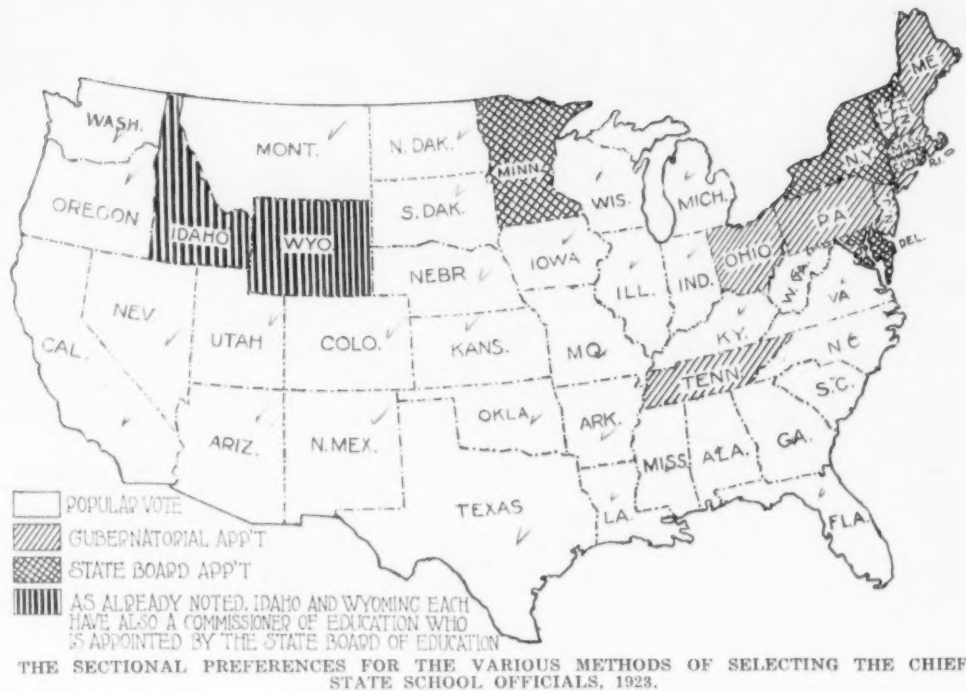 WASH.
MONT.
N. DAK.
MINN.
ME
OREGON
IDAHO
WYO.
S. DAK.
WIS.
MICH.
N.Y.
MASS
R.I.
NEBR
IOWA
PA.
N.J.
NEV.
UTAH
COLO.
KANS.
MO.
ILL.
IND.
OHIO
W. VA
DEL.
VA
CAL.
KY.
N C
TENN.
ARIZ.
N. MEX.
OKLA.
ARK.
S.C.
MISS.
ALA.
GA.
TEXAS
LA.
FLA.
POPULAR VOTE
GUBERNATORIAL APP'T
STATE BOARD APP'T
AS ALREADY NOTED, IDAHO AND WYOMING EACH
HAVE ALSO A COMMISSIONER OF EDUCATION WHO
IS APPOINTED BY THE STATE BOARD OF EDUCATION
THE SECTIONAL PREFERENCES FOR THE VARIOUS METHODS OF SELECTING THE CHIEF
STATE SCHOOL OFFICIALS, 1923.